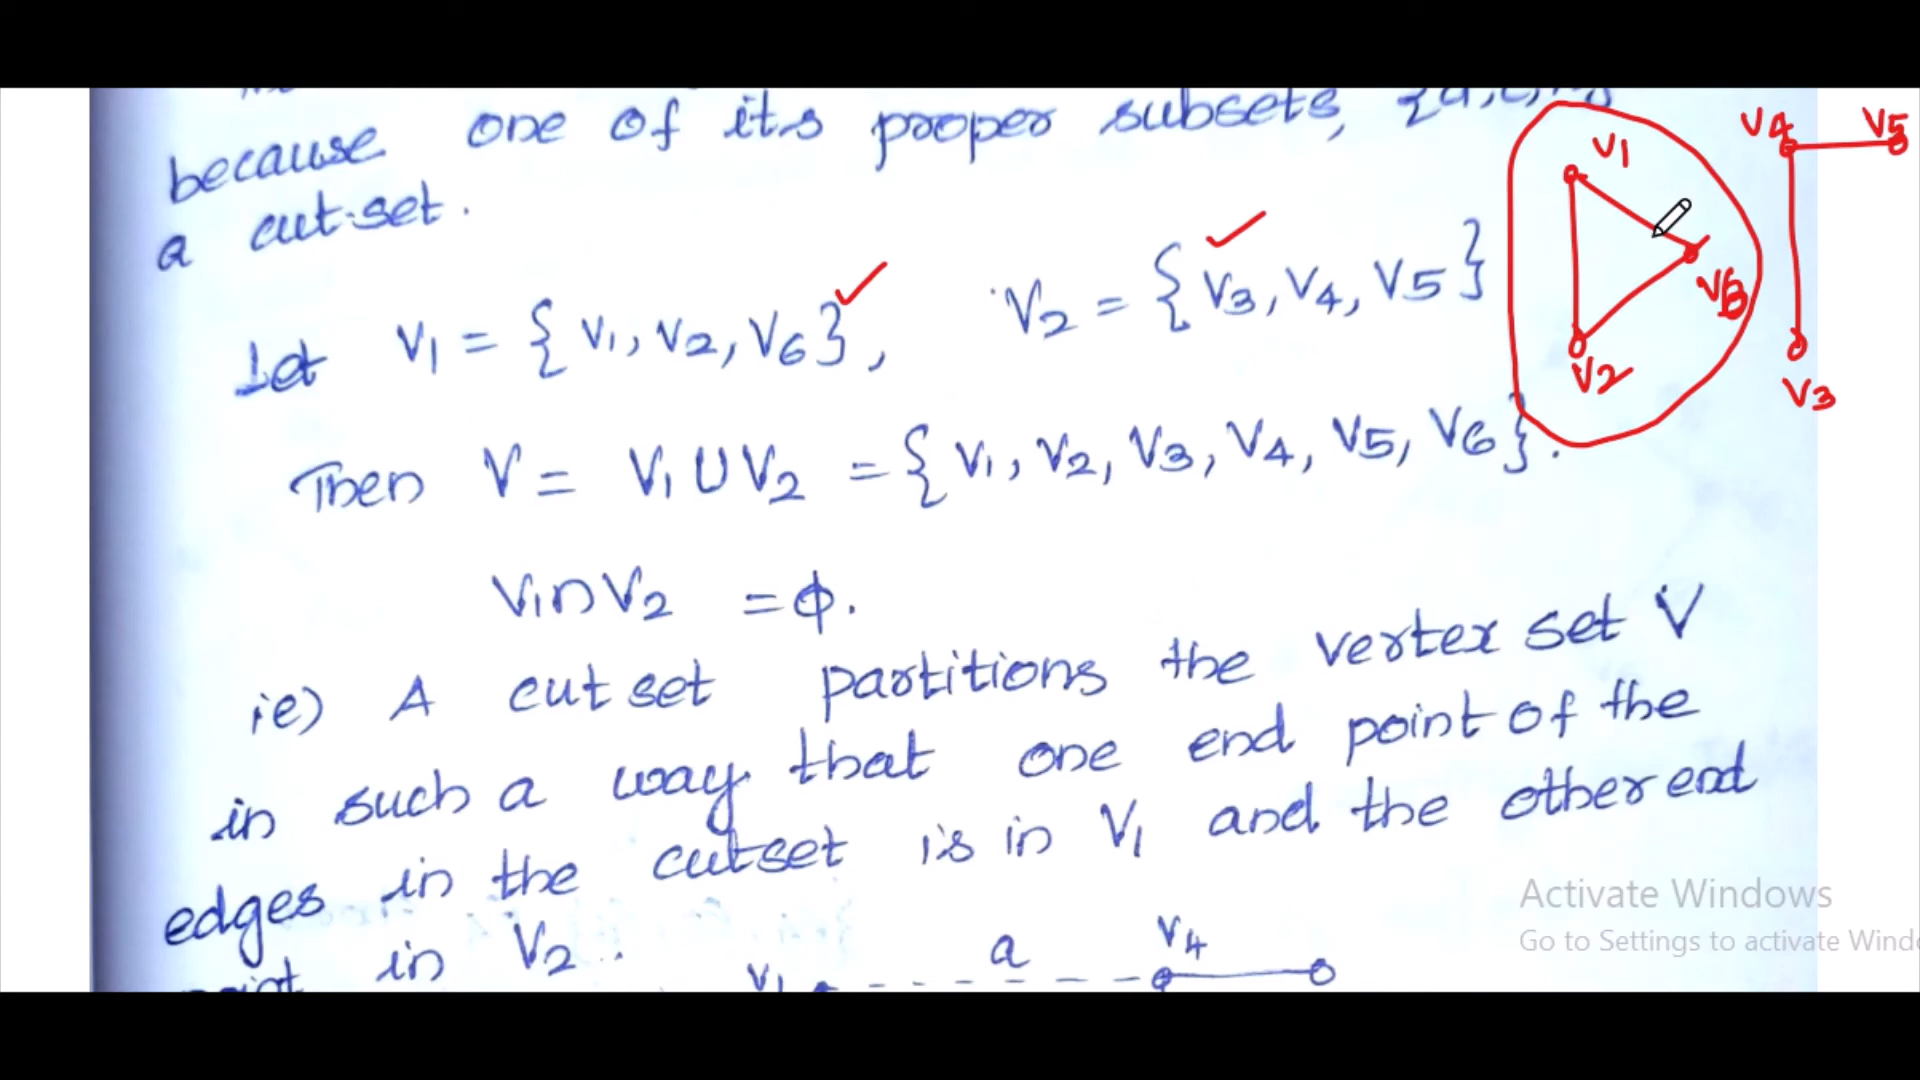 because one of its proper subsets,
a cut-set.
Let V1 = { V1, V2, V6 }, V2 = { V3, V4, V5 }
Then V = V1 ∪ V2 = { V1, V2, V3, V4, V5, V6 }.
V1 ∩ V2 = ϕ.
ie) A cut set partitions the vertex set V
in such a way that one end point of the
edges in the cutset is in V1 and the other end
point in V2.
V1 a V4
V1
V2
V4 V5
V3
Activate Windows
Go to Settings to activate